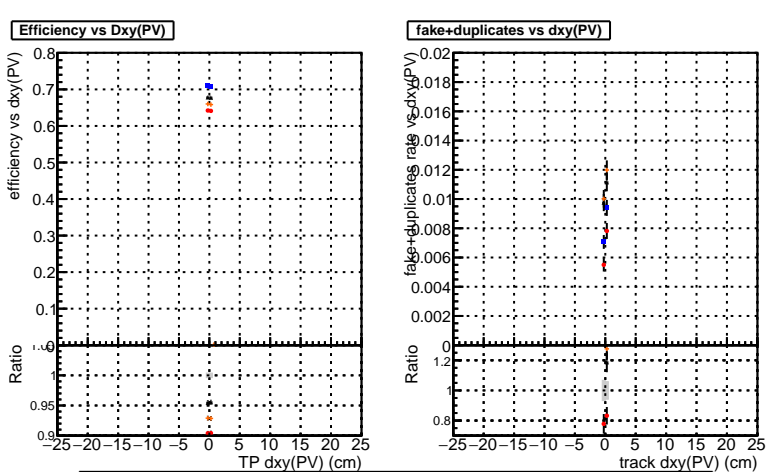 Efficiency vs Dxy(PV)
efficiency vs dxy(PV)
0.8
0.7
0.6
0.5
0.4
0.3
0.2
0.1
0
Ratio
1
0.95
0.9
−25 −20 −15 −10 −5 0 5 10 15 20 25
TP dxy(PV) (cm)
fake+duplicates vs dxy(PV)
fake+duplicates rate vs dxy(PV)
0.02
0.018
0.016
0.014
0.012
0.01
0.008
0.006
0.004
0.002
0
Ratio
1.2
1
0.8
−25 −20 −15 −10 −5 0 5 10 15 20 25
track dxy(PV) (cm)